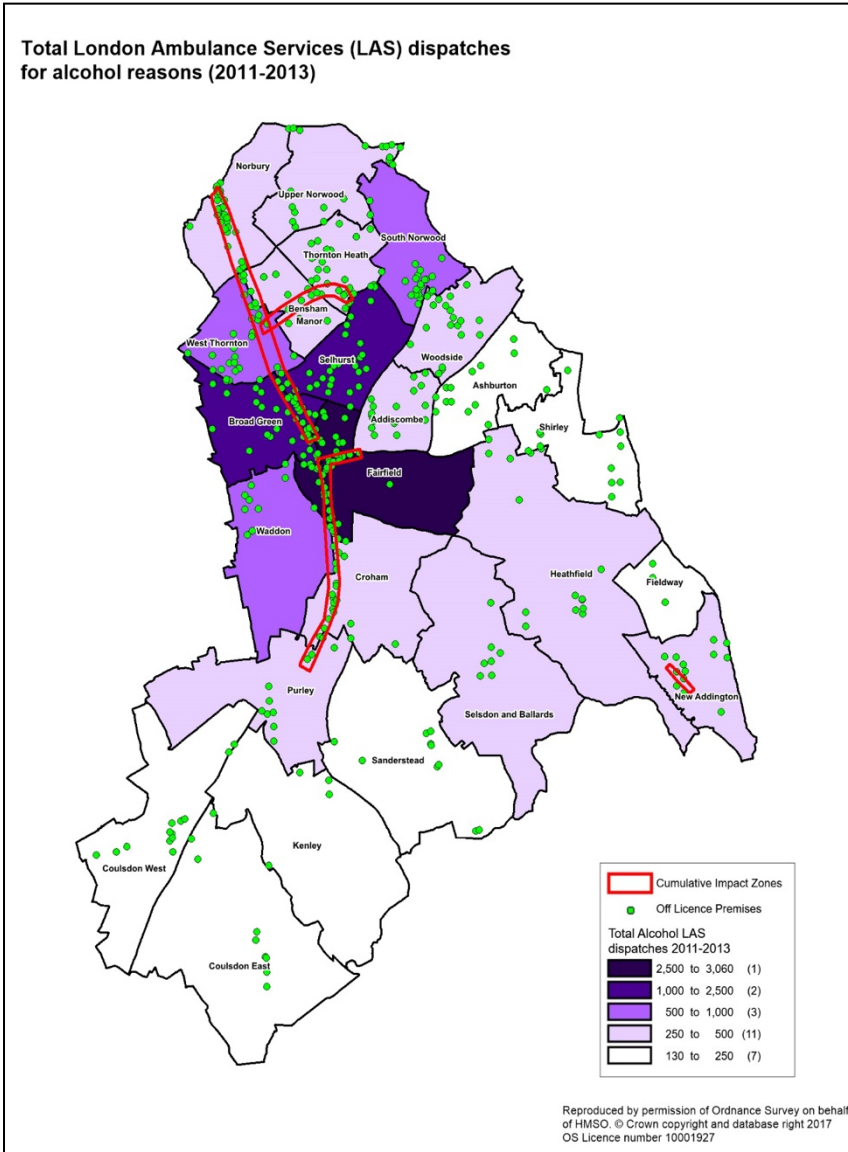 Total London Ambulance Services (LAS) dispatches
for alcohol reasons (2011-2013)
Norbury
Upper Norwood
South Norwood
Thornton Heath
Bensham
Manor
West Thornton
Selhurst
Woodside
Ashburton
Broad Green
Addiscombe
Shirley
Fairfield
Waddon
Croham
Heathfield
Fieldway
Purley
New Addington
Selsdon and Ballards
Sanderstead
Kenley
Coulsdon West
Coulsdon East
Cumulative Impact Zones
Off Licence Premises
Total Alcohol LAS
dispatches 2011-2013
2,500 to 3,060 (1)
1,000 to 2,500 (2)
500 to 1,000 (3)
250 to 500 (11)
130 to 250 (7)
Reproduced by permission of Ordnance Survey on behalf
of HMSO. © Crown copyright and database right 2017
OS Licence number 10001927